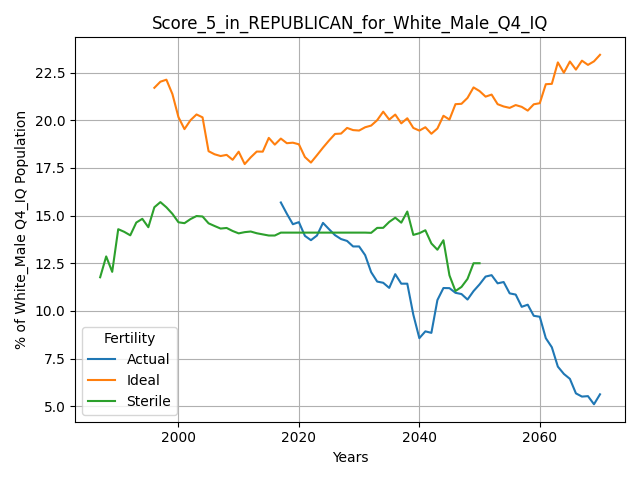 Score_5_in_REPUBLICAN_for_White_Male_Q4_IQ
% of White_Male Q4_IQ Population
22.5
20.0
17.5
15.0
12.5
10.0
7.5
5.0
Fertility
Actual
Ideal
Sterile
2000
2020
2040
2060
Years